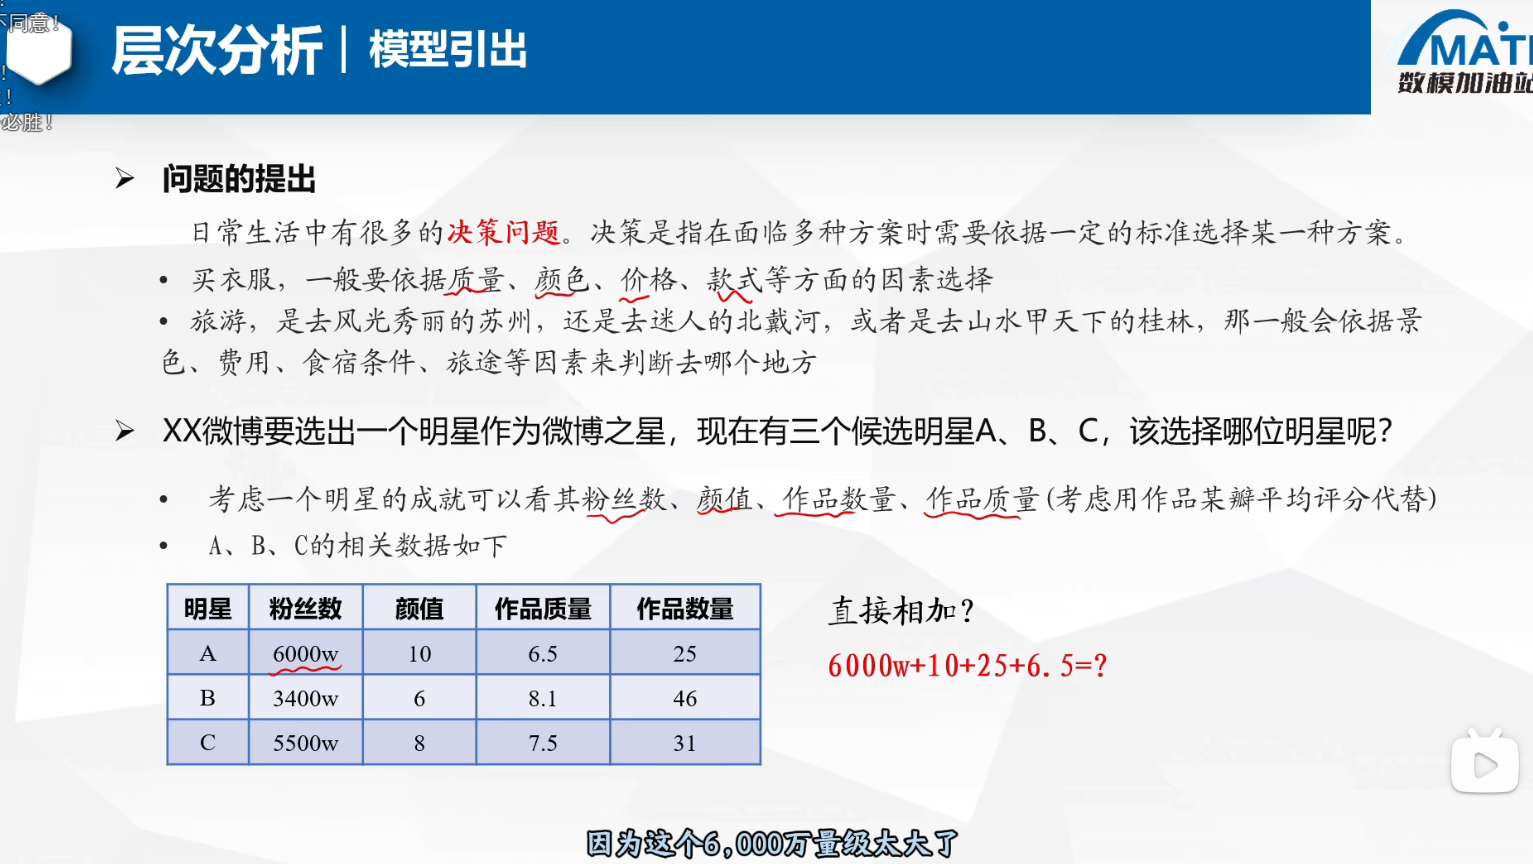 不同意!
!
!
必胜!
层次分析 | 模型引出
MAT
数模加油站
➢ 问题的提出
日常生活中有很多的决策问题。决策是指在面临多种方案时需要依据一定的标准选择某一种方案。
• 买衣服，一般要依据质量、颜色、价格、款式等方面的因素选择
• 旅游，是去风光秀丽的苏州，还是去迷人的北戴河，或者是去山水甲天下的桂林，那一般会依据景
色、费用、食宿条件、旅途等因素来判断去哪个地方
➢ XX微博要选出一个明星作为微博之星，现在有三个候选明星A、B、C，该选择哪位明星呢？
• 考虑一个明星的成就可以看其粉丝数、颜值、作品数量、作品质量(考虑用作品某瓣平均评分代替)
• A、B、C的相关数据如下
明星 粉丝数 颜值 作品质量 作品数量
A 6000w 10 6.5 25
B 3400w 6 8.1 46
C 5500w 8 7.5 31
直接相加？
6000w+10+25+6.5=?
因为这个6,000万量级太大了